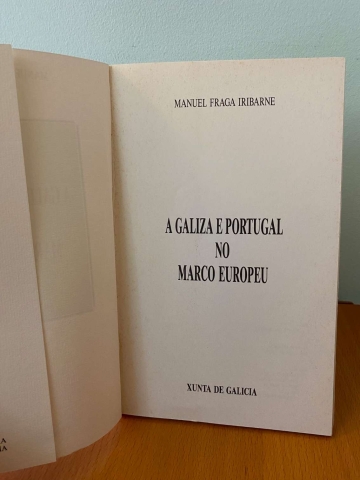 MANUEL FRAGA IRIBARNE
A GALIZA E PORTUGAL
NO
MARCO EUROPEU
XUNTA DE GALICIA